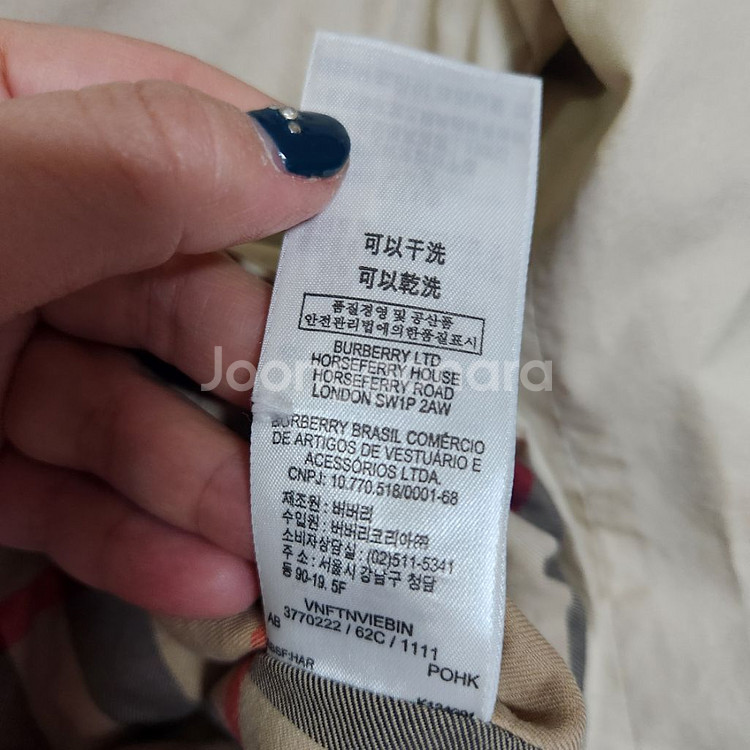 可以干洗
可以乾洗
품질경영 및 공산품
안전관리법에의한품질표시
BURBERRY LTD
HORSEFERRY HOUSE
HORSEFERRY ROAD
LONDON SW1P 2AW
BURBERRY BRASIL COMÉRCIO
DE ARTIGOS DE VESTUÁRIO E
ACESSORIOS LTDA.
CNPJ: 10.770.518/0001-68
제조원 : 버버리
수입원 : 버버리코리아㈜
소비자상담실 : (02)511-5341
주 소 : 서울시 강남구 청담
동 90-19. 5F
VNFTNVIEBIN
3770222 / 62C / 1111
AB
POHK